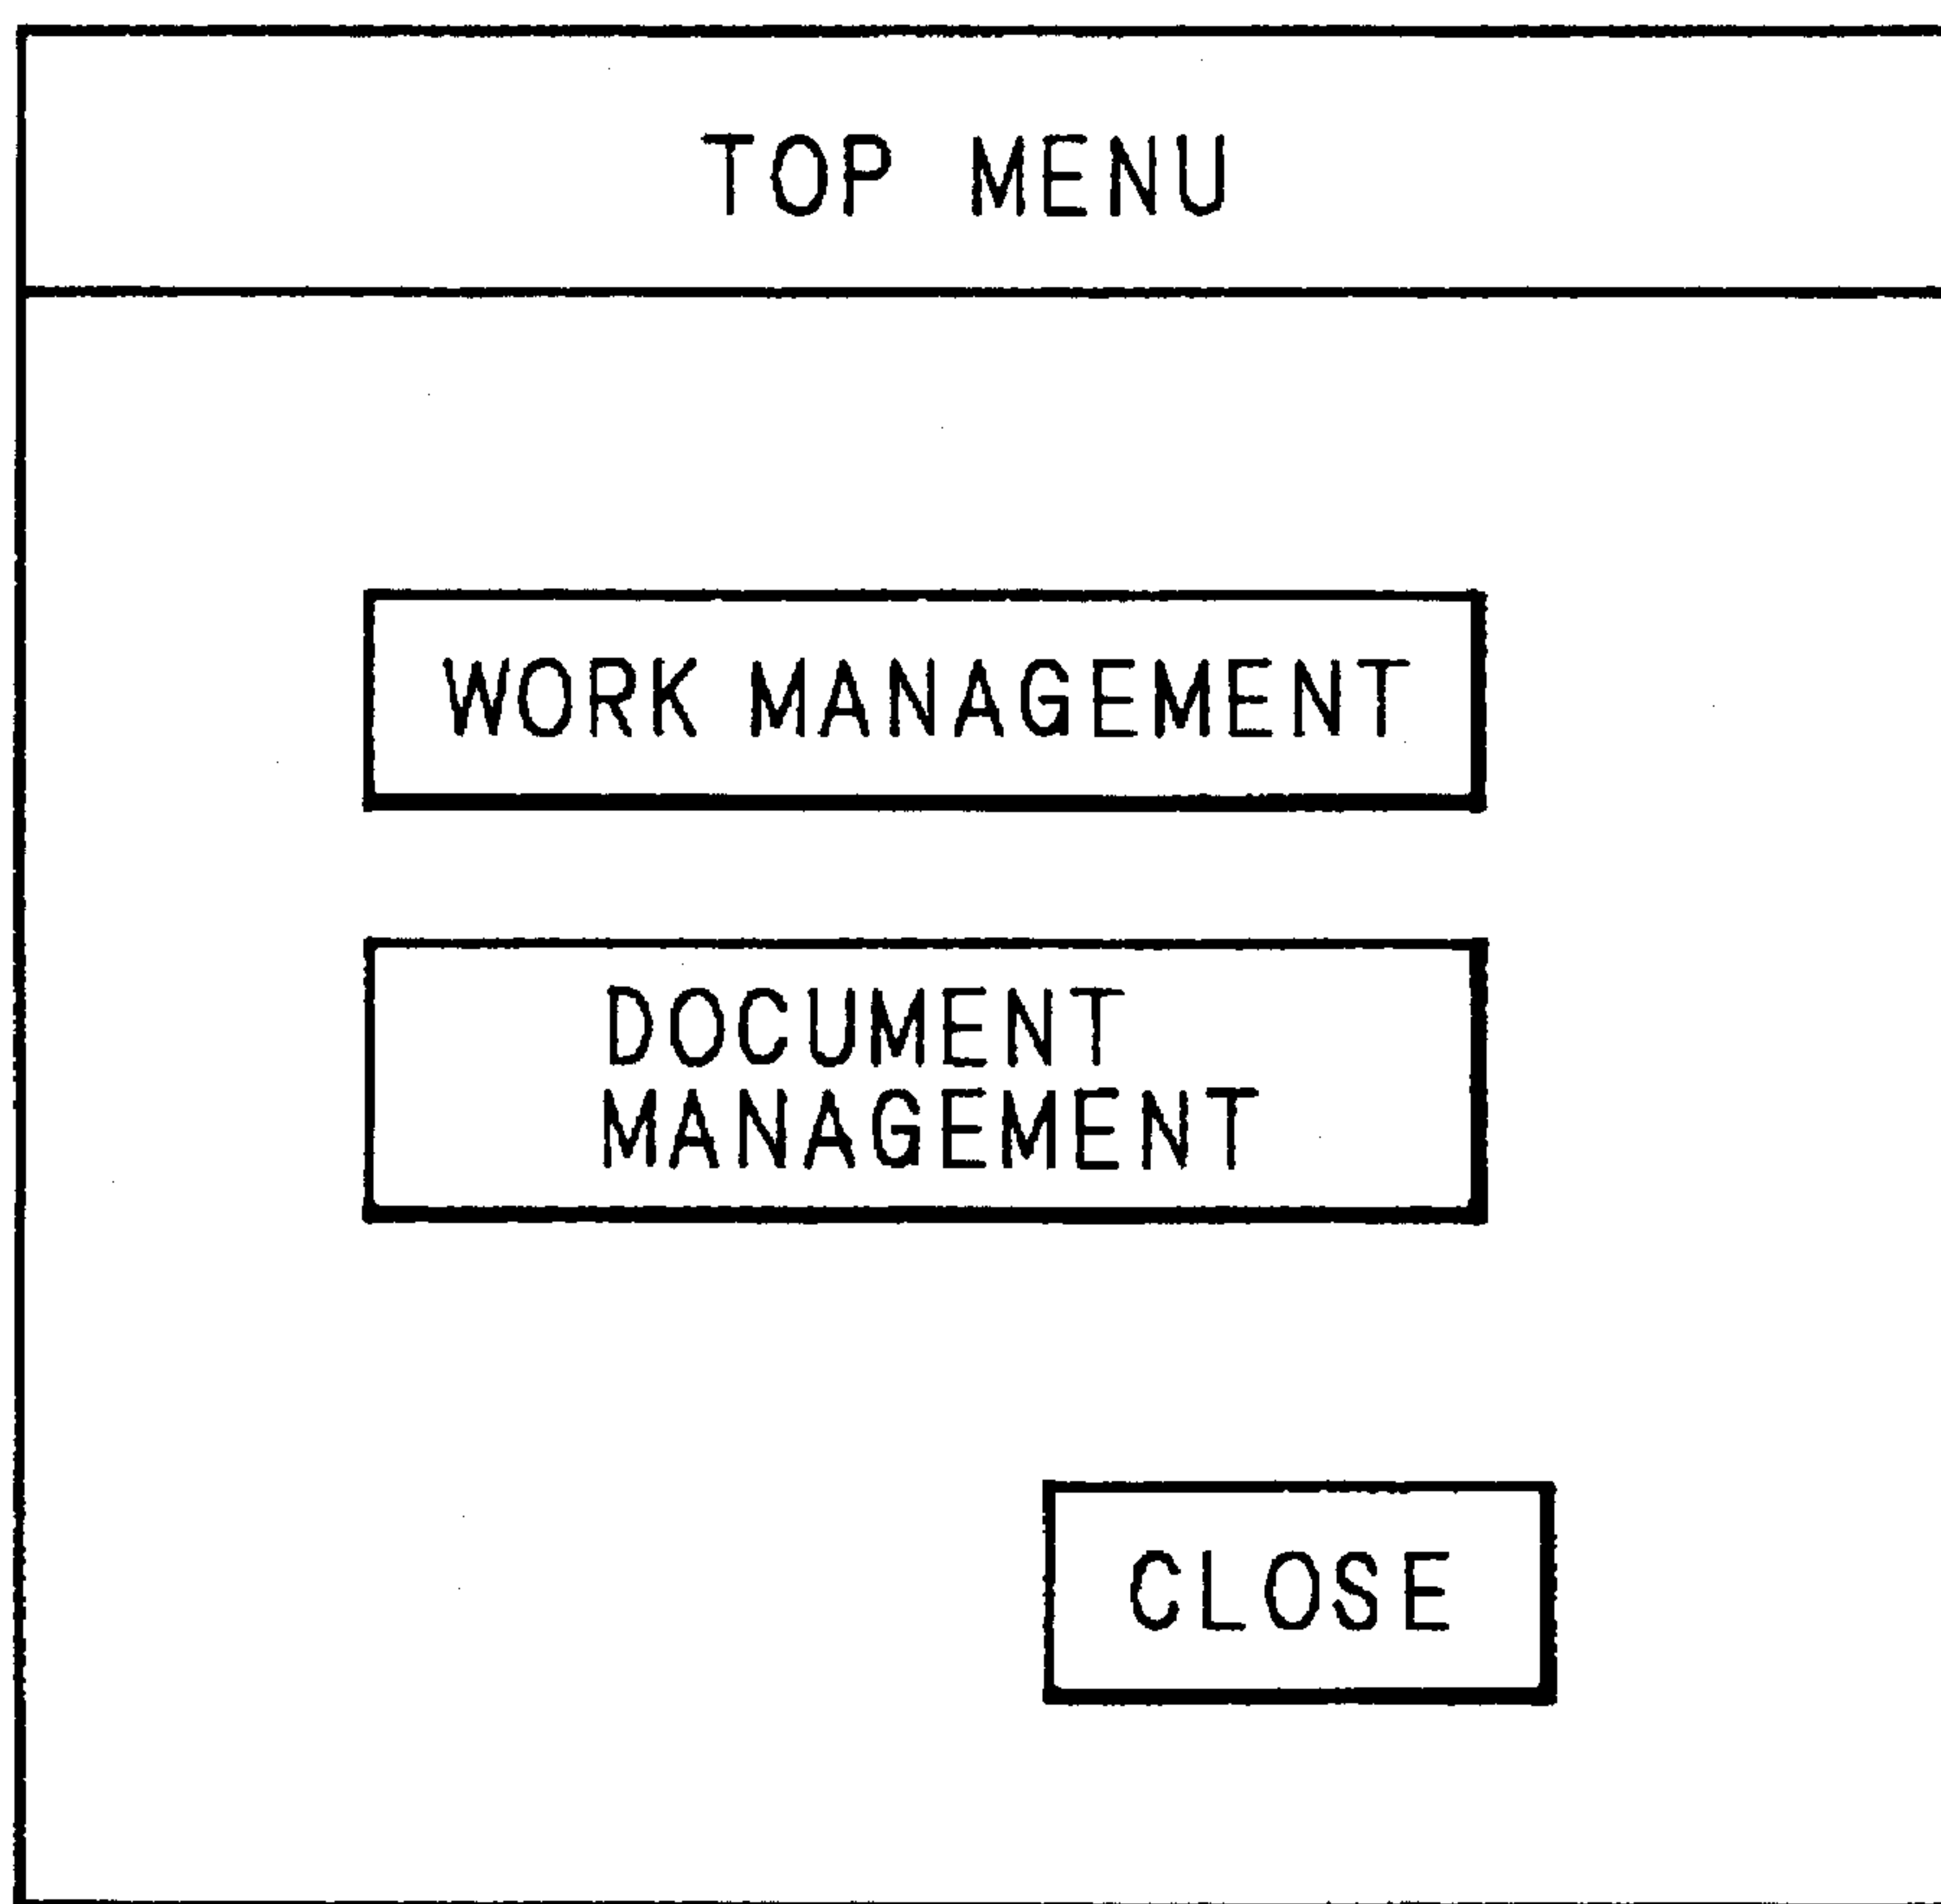 TOP MENU
WORK MANAGEMENT
DOCUMENT
MANAGEMENT
CLOSE